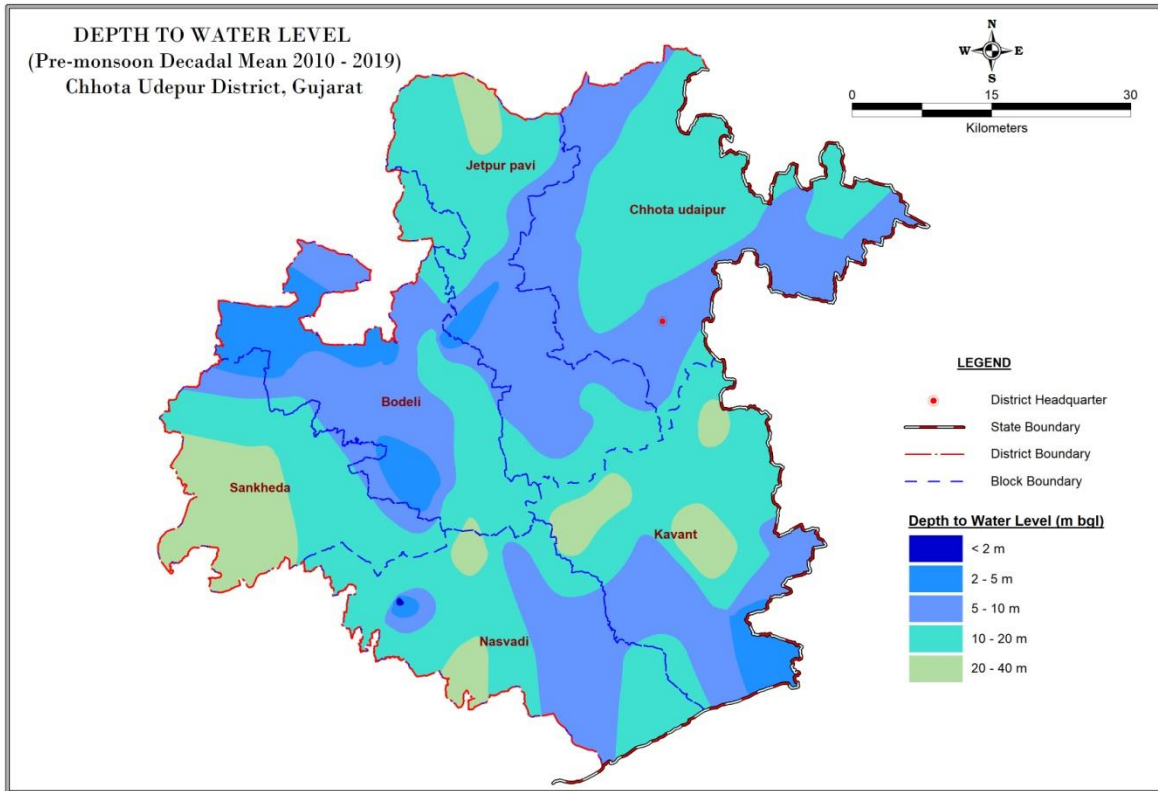 DEPTH TO WATER LEVEL
(Pre-monsoon Decadal Mean 2010 - 2019)
Chhota Udepur District, Gujarat
N
W E
S
0 15 30
Kilometers
Jetpur pavi
Chhota udaipur
Bodeli
Sankheda
Kavant
Nasvadi
LEGEND
District Headquarter
State Boundary
District Boundary
Block Boundary
Depth to Water Level (m bgl)
< 2 m
2 - 5 m
5 - 10 m
10 - 20 m
20 - 40 m